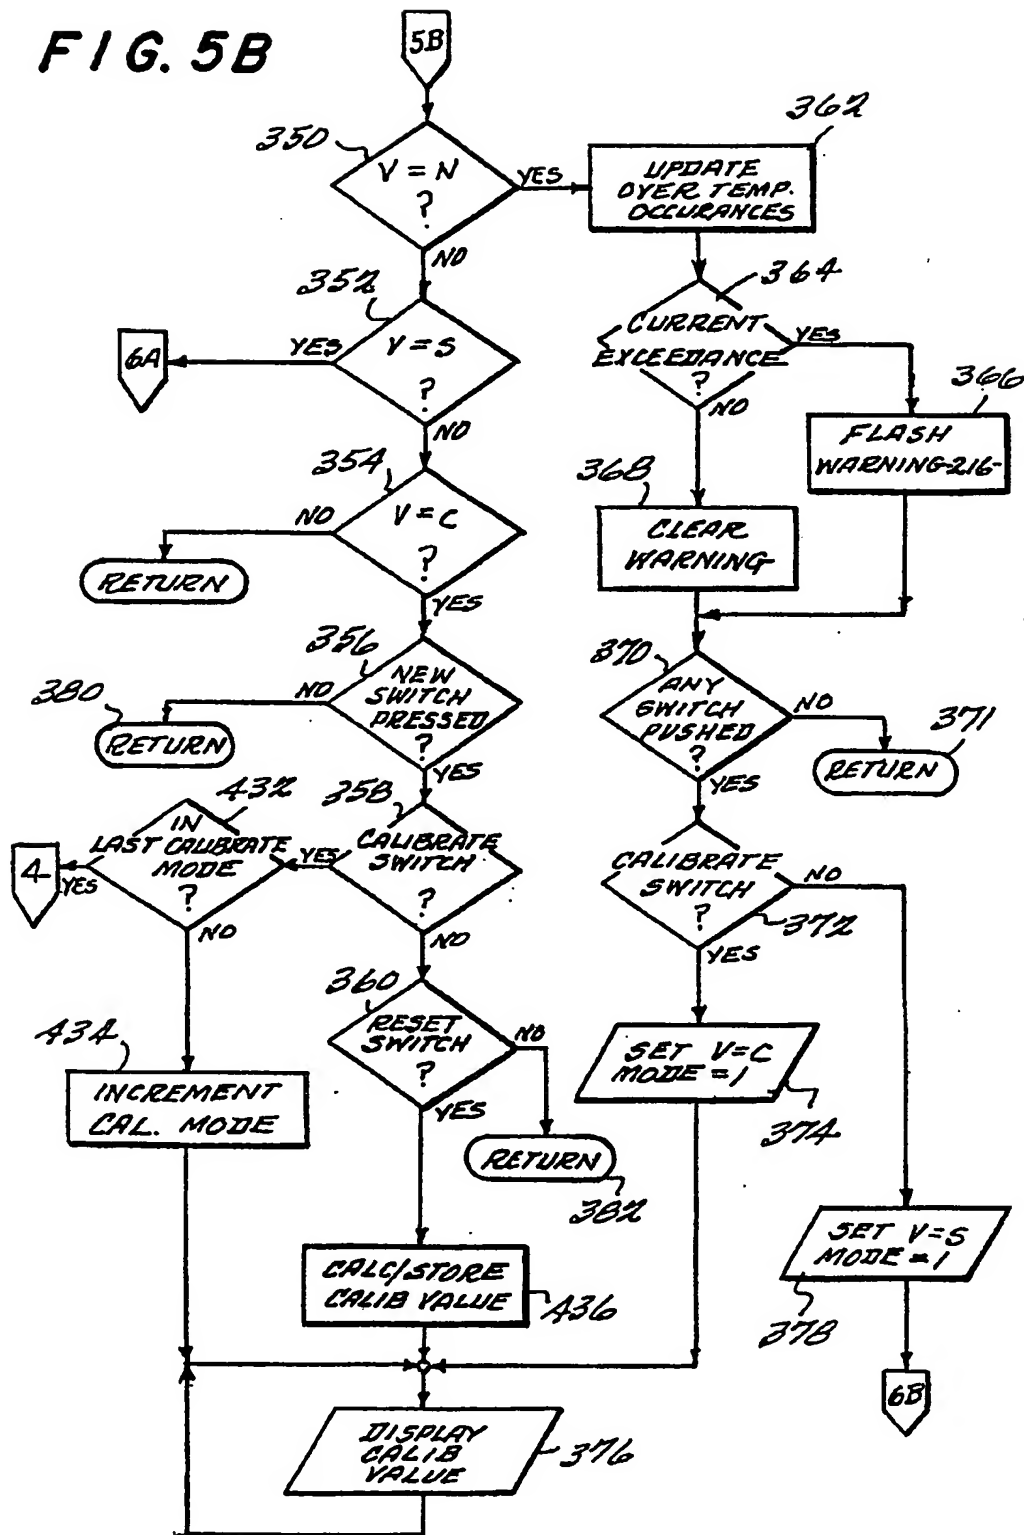 FIG. 5B
5B
350
V = N
?
YES
NO
362
UPDATE
OVER TEMP.
OCCURANCES
352
V = S
?
YES
6A
NO
364
CURRENT
EXCEEDANCE
?
YES
NO
366
FLASH
WARNING-216-
354
V = C
?
NO
RETURN
YES
368
CLEAR
WARNING
356
NEW
SWITCH
PRESSED
?
NO
380
RETURN
YES
370
ANY
SWITCH
PUSHED
?
NO
371
RETURN
YES
432
IN
LAST CALIBRATE
MODE
?
YES
4
NO
358
CALIBRATE
SWITCH
?
YES
NO
CALIBRATE
SWITCH
?
372
NO
YES
434
INCREMENT
CAL. MODE
360
RESET
SWITCH
?
NO
YES
RETURN
382
SET V=C
MODE = 1
374
CALC/STORE
CALIB VALUE
436
SET V=S
MODE = 1
378
6B
DISPLAY
CALIB
VALUE
376